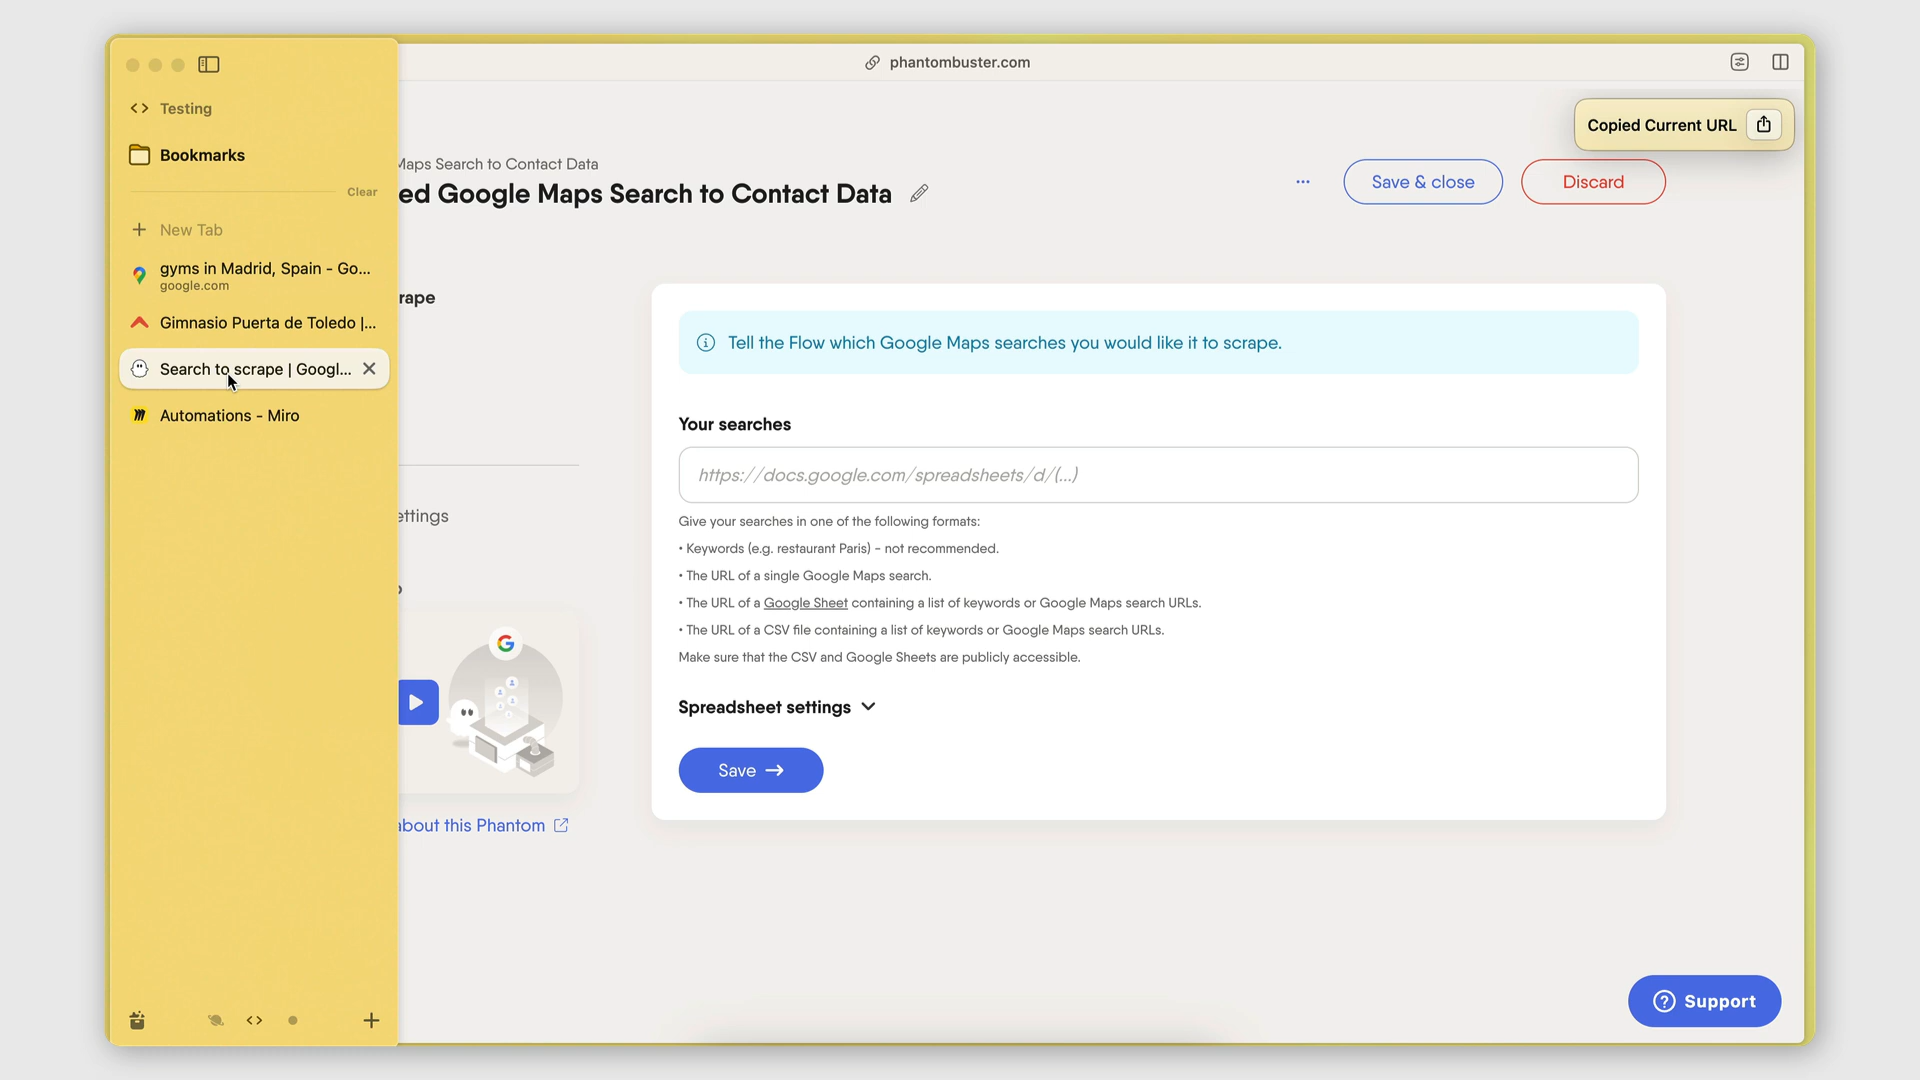 Testing
Bookmarks
Clear
New Tab
gyms in Madrid, Spain - Go...
google.com
Gimnasio Puerta de Toledo |...
Search to scrape | Googl...
Automations - Miro
phantombuster.com
Copied Current URL
Maps Search to Contact Data
ed Google Maps Search to Contact Data
Save & close
Discard
rape
ettings
about this Phantom
Tell the Flow which Google Maps searches you would like it to scrape.
Your searches
https://docs.google.com/spreadsheets/d/(...)
Give your searches in one of the following formats:
• Keywords (e.g. restaurant Paris) - not recommended.
• The URL of a single Google Maps search.
• The URL of a Google Sheet containing a list of keywords or Google Maps search URLs.
• The URL of a CSV file containing a list of keywords or Google Maps search URLs.
Make sure that the CSV and Google Sheets are publicly accessible.
Spreadsheet settings
Save
Support